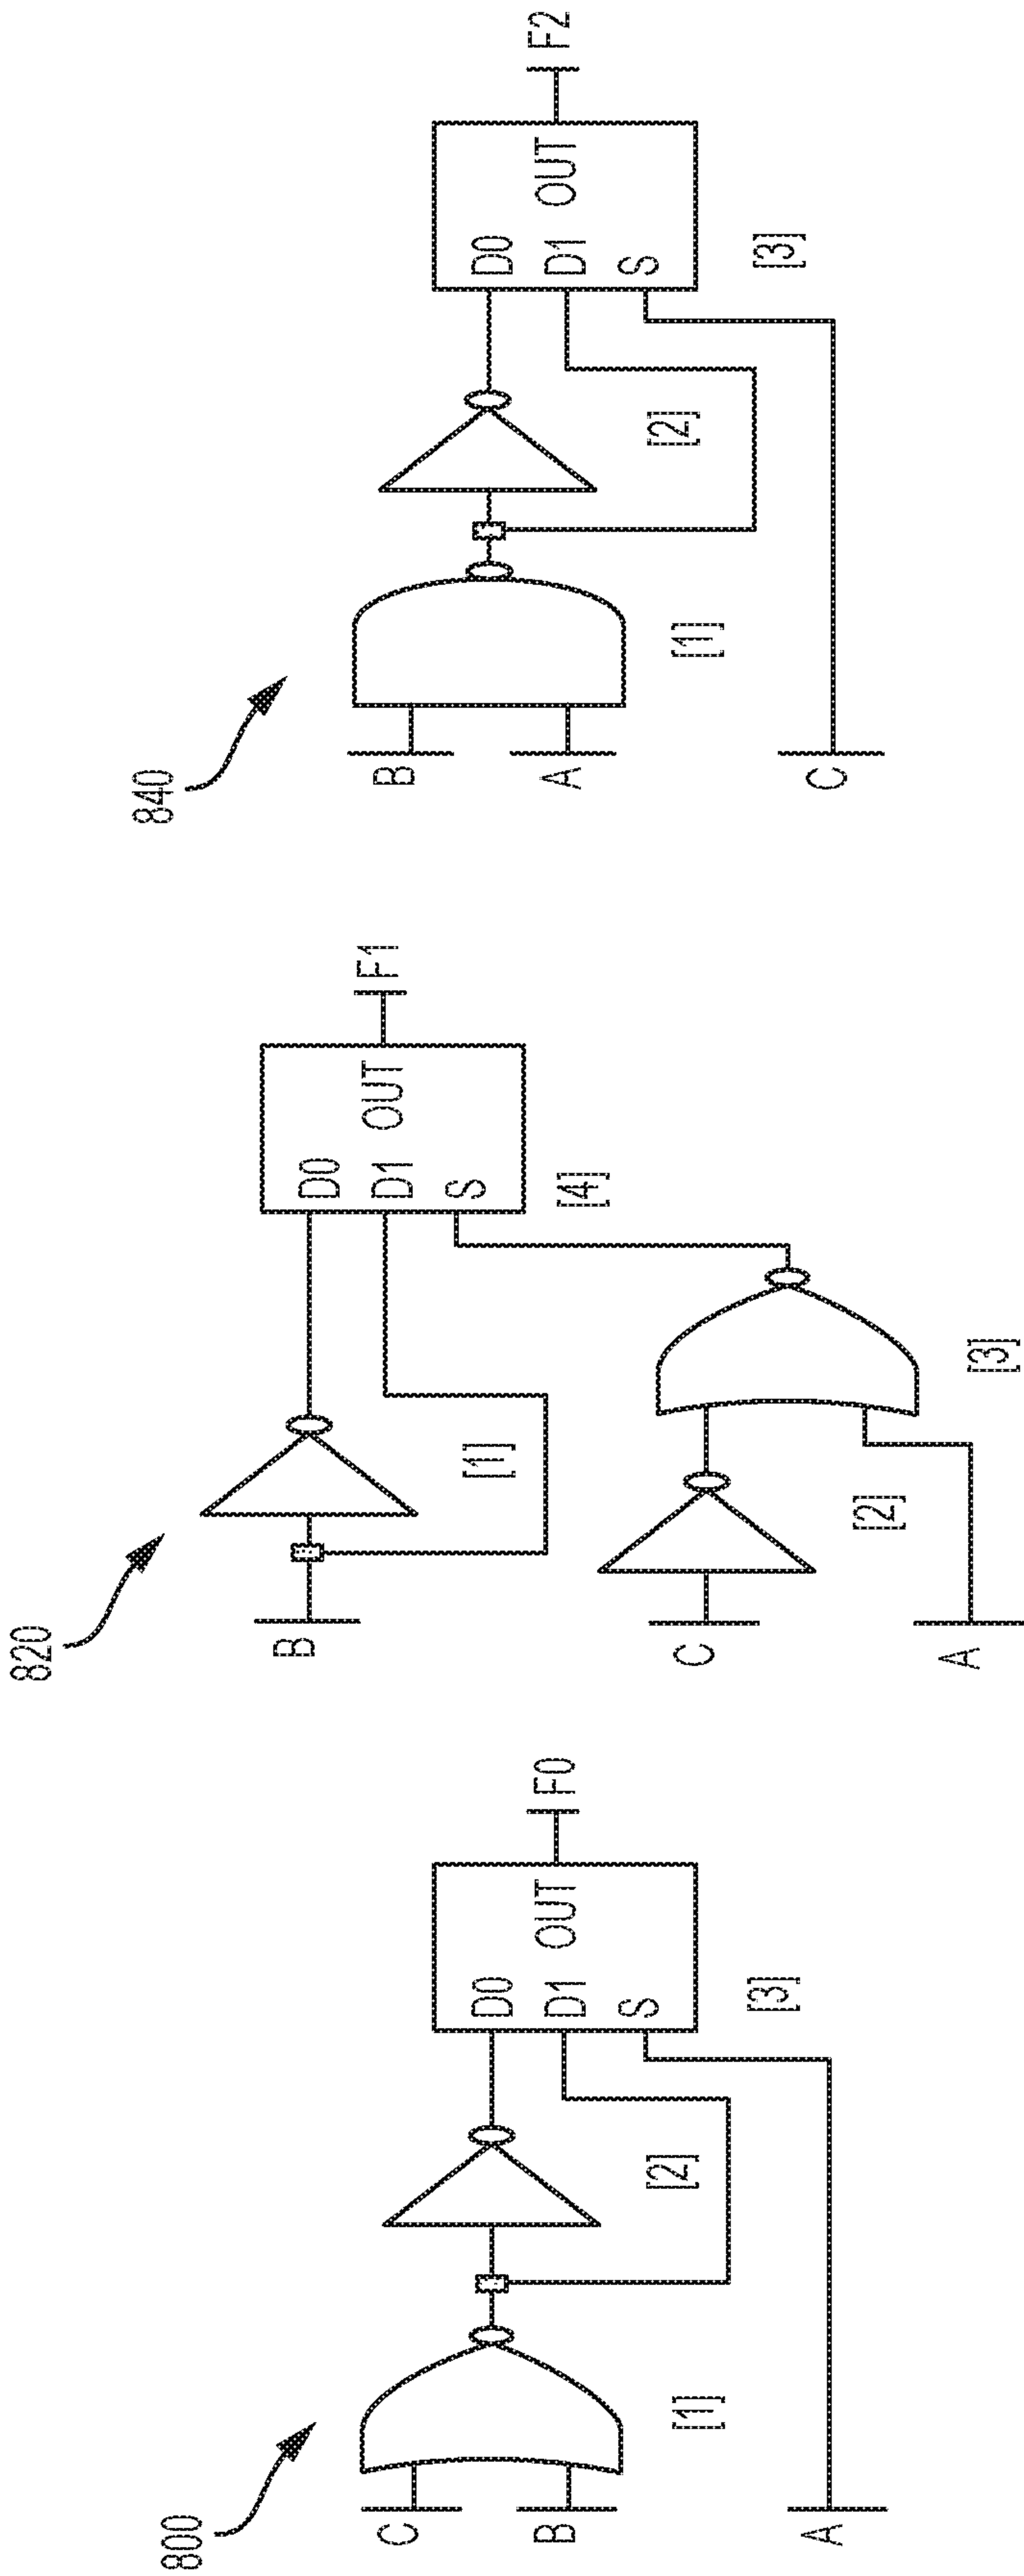 800
C
B
A
[1]
[2]
D0
D1
S
OUT
[3]
F0
820
B
C
A
[1]
[2]
[3]
D0
D1
S
OUT
[4]
F1
840
B
A
C
[1]
[2]
D0
D1
S
OUT
[3]
F2